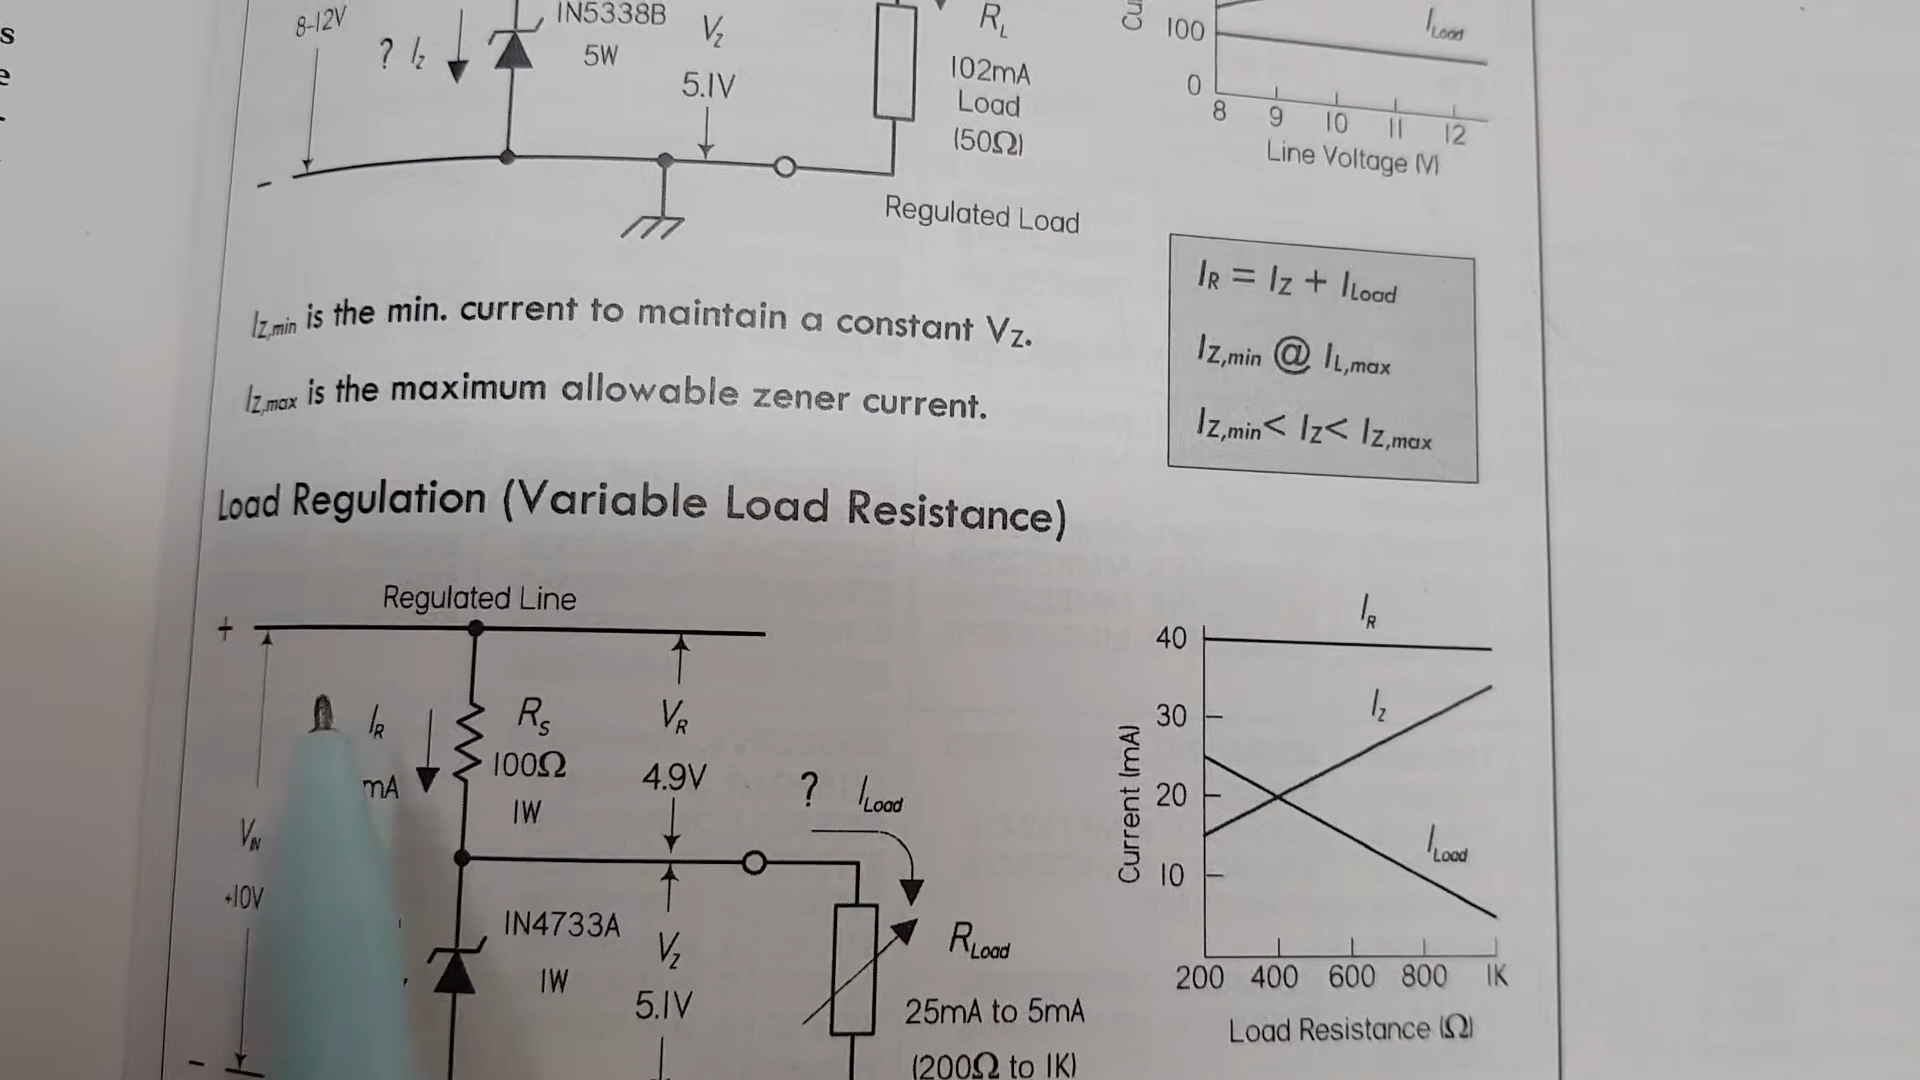 s
e
8-12V
? IZ
IN5338B
5W
VZ
5.1V
RL
102mA
Load
(50Ω)
Regulated Load
-
100
0
ILoad
8 9 10 11 12
Line Voltage (V)
IR = IZ + ILoad
IZ,min @ IL,max
IZ,min < IZ < IZ,max
IZ,min is the min. current to maintain a constant VZ.
IZ,max is the maximum allowable zener current.
Load Regulation (Variable Load Resistance)
Regulated Line
+
IR
mA
RS
100Ω
1W
VR
4.9V
? ILoad
VIN
+10V
IN4733A
1W
VZ
5.1V
RLoad
25mA to 5mA
(200Ω to 1K)
-
Current (mA)
40
30
20
10
IR
IZ
ILoad
200 400 600 800 1K
Load Resistance (Ω)